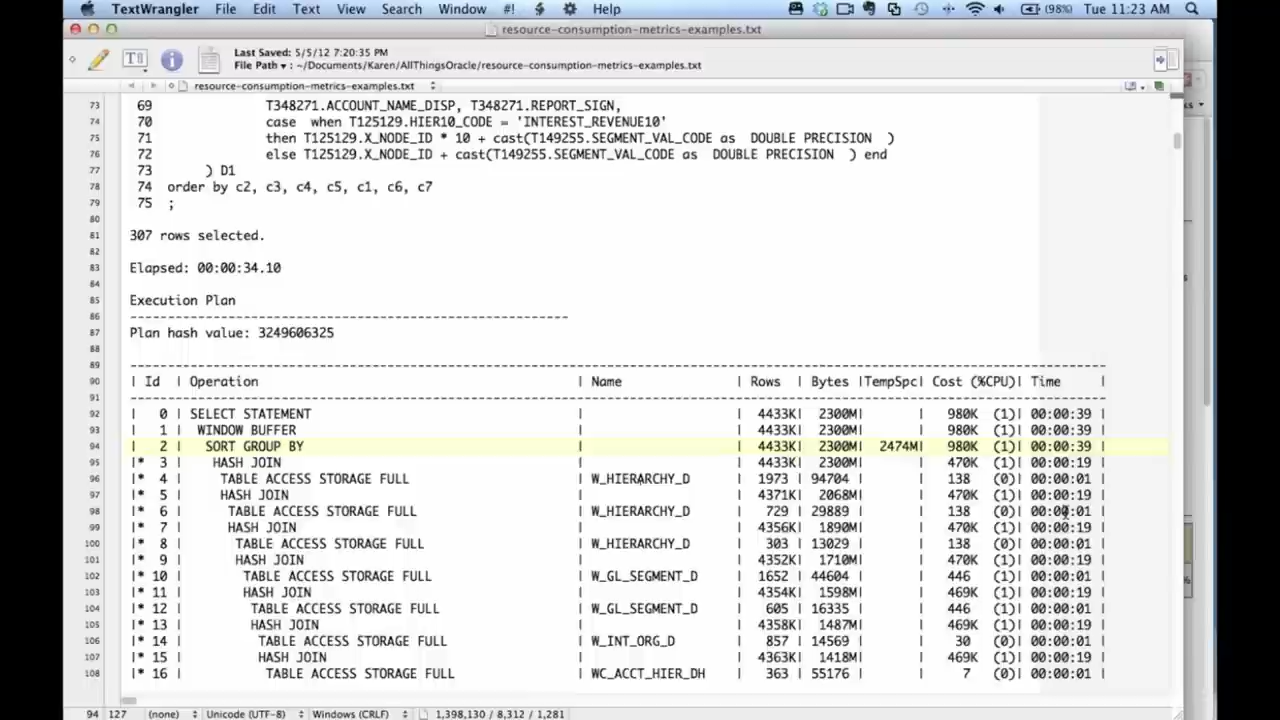 TextWrangler File Edit Text View Search Window #! Help (98%) Tue 11:23 AM
resource-consumption-metrics-examples.txt
Last Saved: 5/5/12 7:20:35 PM
File Path ▾ : ~/Documents/Karen/AllThingsOracle/resource-consumption-metrics-examples.txt
resource-consumption-metrics-examples.txt
73 69 T348271.ACCOUNT_NAME_DISP, T348271.REPORT_SIGN,
74 70 case when T125129.HIER10_CODE = 'INTEREST_REVENUE10'
75 71 then T125129.X_NODE_ID * 10 + cast(T149255.SEGMENT_VAL_CODE as DOUBLE PRECISION )
76 72 else T125129.X_NODE_ID + cast(T149255.SEGMENT_VAL_CODE as DOUBLE PRECISION ) end
77 73 ) D1
78 74 order by c2, c3, c4, c5, c1, c6, c7
79 75 ;
80
81 307 rows selected.
82
83 Elapsed: 00:00:34.10
84
85 Execution Plan
86 ----------------------------------------------------------
87 Plan hash value: 3249606325
88
89 ---------------------------------------------------------------------------------------------------------------------------------
90 | Id | Operation | Name | Rows | Bytes |TempSpc| Cost (%CPU)| Time |
91 ---------------------------------------------------------------------------------------------------------------------------------
92 | 0 | SELECT STATEMENT | | 4433K| 2300M| | 980K (1)| 00:00:39 |
93 | 1 | WINDOW BUFFER | | 4433K| 2300M| | 980K (1)| 00:00:39 |
94 | 2 | SORT GROUP BY | | 4433K| 2300M| 2474M| 980K (1)| 00:00:39 |
95 |* 3 | HASH JOIN | | 4433K| 2300M| | 470K (1)| 00:00:19 |
96 |* 4 | TABLE ACCESS STORAGE FULL | W_HIERARCHY_D | 1973 | 94704 | | 138 (0)| 00:00:01 |
97 |* 5 | HASH JOIN | | 4371K| 2068M| | 470K (1)| 00:00:19 |
98 |* 6 | TABLE ACCESS STORAGE FULL | W_HIERARCHY_D | 729 | 29889 | | 138 (0)| 00:00:01 |
99 |* 7 | HASH JOIN | | 4356K| 1890M| | 470K (1)| 00:00:19 |
100 |* 8 | TABLE ACCESS STORAGE FULL | W_HIERARCHY_D | 303 | 13029 | | 138 (0)| 00:00:01 |
101 |* 9 | HASH JOIN | | 4352K| 1710M| | 470K (1)| 00:00:19 |
102 |* 10 | TABLE ACCESS STORAGE FULL | W_GL_SEGMENT_D | 1652 | 44604 | | 446 (1)| 00:00:01 |
103 |* 11 | HASH JOIN | | 4354K| 1598M| | 469K (1)| 00:00:19 |
104 |* 12 | TABLE ACCESS STORAGE FULL | W_GL_SEGMENT_D | 605 | 16335 | | 446 (1)| 00:00:01 |
105 |* 13 | HASH JOIN | | 4358K| 1487M| | 469K (1)| 00:00:19 |
106 |* 14 | TABLE ACCESS STORAGE FULL | W_INT_ORG_D | 857 | 14569 | | 30 (0)| 00:00:01 |
107 |* 15 | HASH JOIN | | 4363K| 1418M| | 469K (1)| 00:00:19 |
108 |* 16 | TABLE ACCESS STORAGE FULL | WC_ACCT_HIER_DH | 363 | 55176 | | 7 (0)| 00:00:01 |
94 127 (none) Unicode (UTF-8) Windows (CRLF) 1,398,130 / 8,312 / 1,281